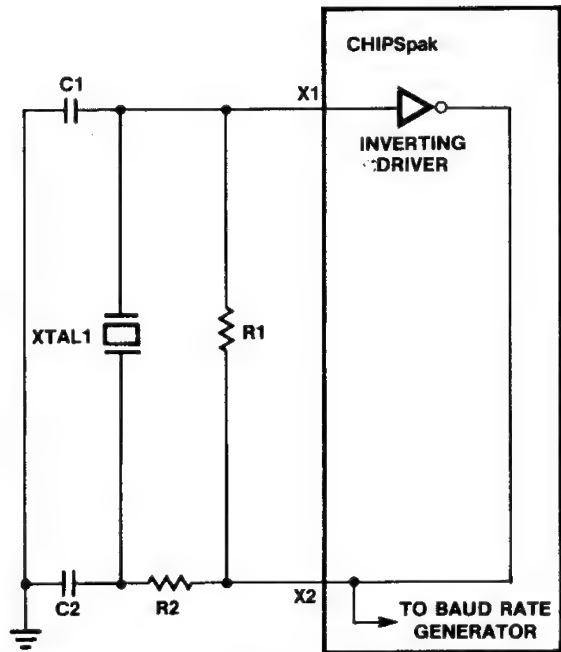 CHIPSpak
C1
X1
INVERTING
DRIVER
XTAL1
R1
C2
R2
X2
TO BAUD RATE
GENERATOR